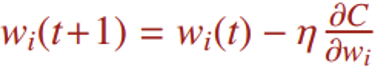 wᵢ(t+1) = wᵢ(t) − η ∂C/∂wᵢ